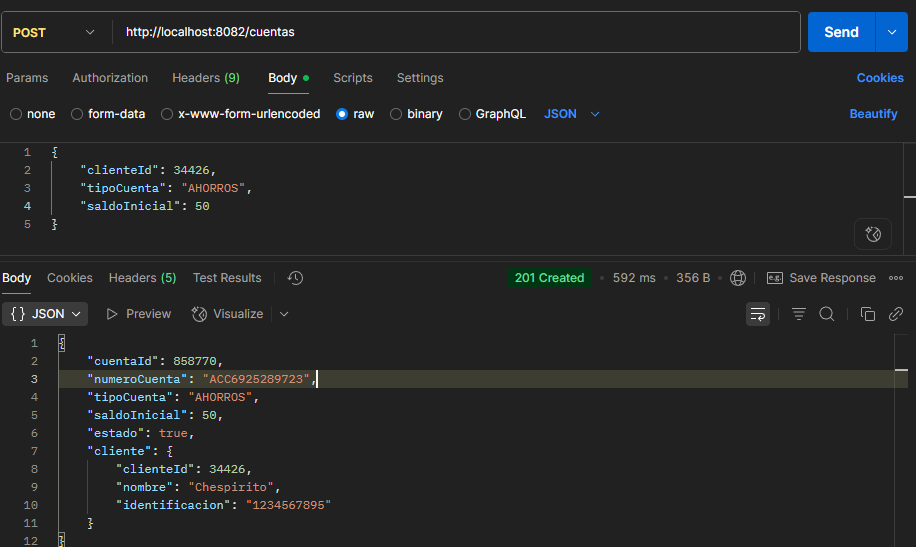 POST http://localhost:8082/cuentas Send
Params Authorization Headers (9) Body Scripts Settings Cookies
none form-data x-www-form-urlencoded raw binary GraphQL JSON Beautify
1 {
2 "clienteId": 34426,
3 "tipoCuenta": "AHORROS",
4 "saldoInicial": 50
5 }
Body Cookies Headers (5) Test Results 201 Created • 592 ms • 356 B • e.g. Save Response
{} JSON Preview Visualize
1 {
2 "cuentaId": 858770,
3 "numeroCuenta": "ACC6925289723",
4 "tipoCuenta": "AHORROS",
5 "saldoInicial": 50,
6 "estado": true,
7 "cliente": {
8 "clienteId": 34426,
9 "nombre": "Chespirito",
10 "identificacion": "1234567895"
11 }
12 }